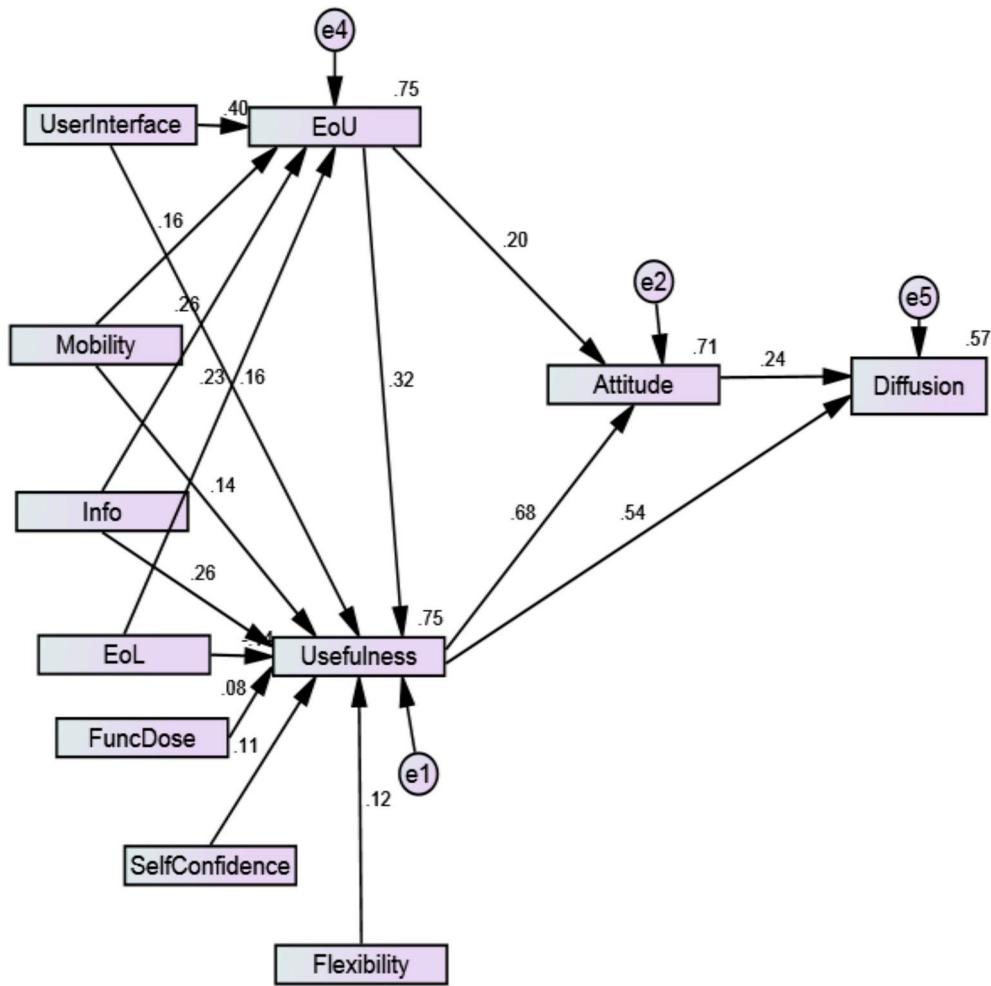 e4
.75
.40
UserInterface
EoU
.16
.20
e2
e5
.26
.71
.57
Mobility
.23
.16
.32
Attitude
.24
Diffusion
.14
Info
.68
.54
.26
.75
EoL
Usefulness
.08
FuncDose
.11
e1
.12
SelfConfidence
Flexibility